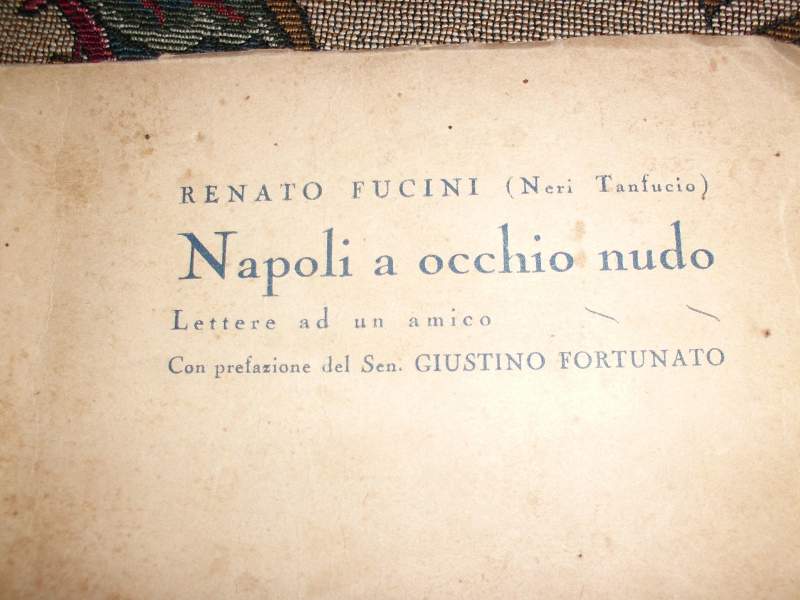 RENATO FUCINI (Neri Tanfucio)
Napoli a occhio nudo
Lettere ad un amico
Con prefazione del Sen. GIUSTINO FORTUNATO